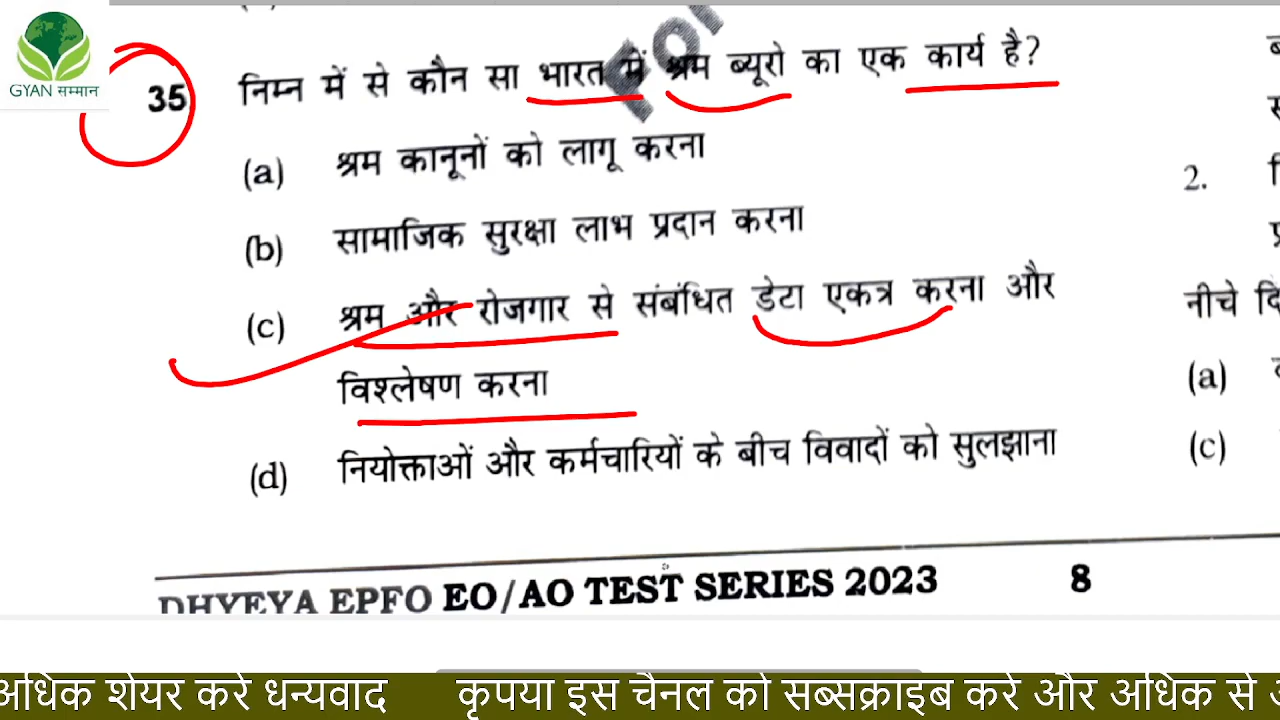 GYAN सम्मान
35 निम्न में से कौन सा भारत में श्रम ब्यूरो का एक कार्य है?
(a) श्रम कानूनों को लागू करना
(b) सामाजिक सुरक्षा लाभ प्रदान करना
(c) श्रम और रोजगार से संबंधित डेटा एकत्र करना और
विश्लेषण करना
(d) नियोक्ताओं और कर्मचारियों के बीच विवादों को सुलझाना
2.
नीचे
(a)
(c)
DHYEYA EPFO EO/AO TEST SERIES 2023 8
अधिक शेयर करे धन्यवाद कृपया इस चैनल को सब्सक्राइब करे और अधिक से